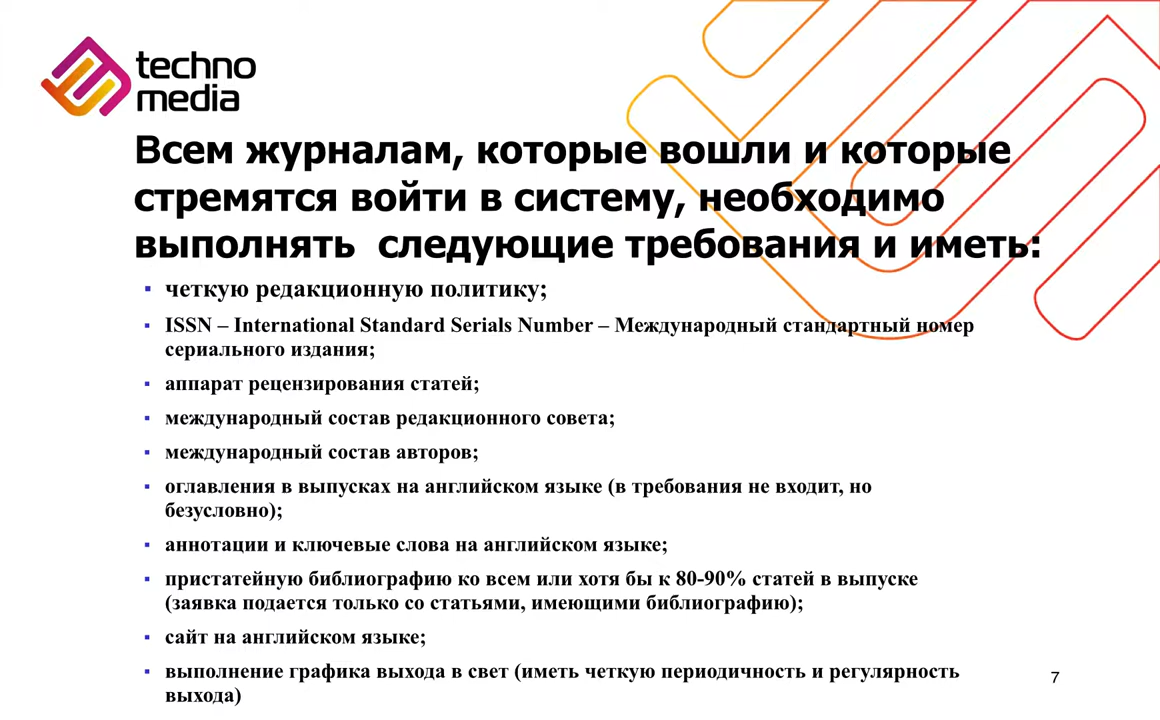 techno
media
Всем журналам, которые вошли и которые
стремятся войти в систему, необходимо
выполнять следующие требования и иметь:
▪ четкую редакционную политику;
▪ ISSN – International Standard Serials Number – Международный стандартный номер
сериального издания;
▪ аппарат рецензирования статей;
▪ международный состав редакционного совета;
▪ международный состав авторов;
▪ оглавления в выпусках на английском языке (в требования не входит, но
безусловно);
▪ аннотации и ключевые слова на английском языке;
▪ пристатейную библиографию ко всем или хотя бы к 80-90% статей в выпуске
(заявка подается только со статьями, имеющими библиографию);
▪ сайт на английском языке;
▪ выполнение графика выхода в свет (иметь четкую периодичность и регулярность
выхода)
7